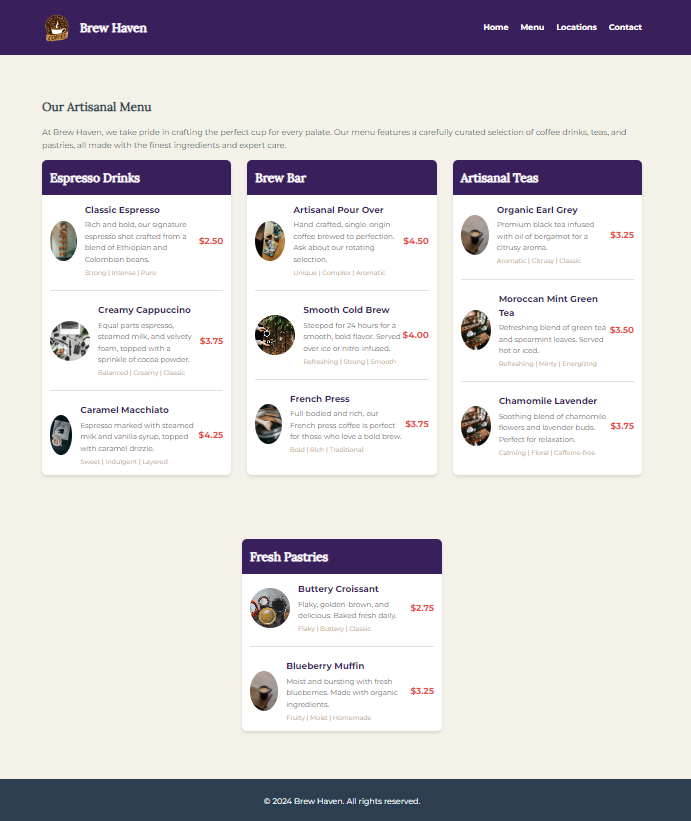 COFFEE
Brew Haven
Home Menu Locations Contact
Our Artisanal Menu
At Brew Haven, we take pride in crafting the perfect cup for every palate. Our menu features a carefully curated selection of coffee drinks, teas, and
pastries, all made with the finest ingredients and expert care.
Espresso Drinks
Classic Espresso
Rich and bold, our signature
espresso shot crafted from a
blend of Ethiopian and
Colombian beans.
Strong | Intense | Pure
$2.50
Creamy Cappuccino
Equal parts espresso,
steamed milk, and velvety
foam, topped with a
sprinkle of cocoa powder.
Balanced | Creamy | Classic
$3.75
Caramel Macchiato
Espresso marked with steamed
milk and vanilla syrup, topped
with caramel drizzle.
Sweet | Indulgent | Layered
$4.25
Brew Bar
Artisanal Pour Over
Hand-crafted, single-origin
coffee brewed to perfection.
Ask about our rotating
selection.
Unique | Complex | Aromatic
$4.50
Smooth Cold Brew
Steeped for 24 hours for a
smooth, bold flavor. Served
over ice or nitro-infused.
Refreshing | Strong | Smooth
$4.00
French Press
Full-bodied and rich, our
French press coffee is perfect
for those who love a bold brew.
Bold | Rich | Traditional
$3.75
Artisanal Teas
Organic Earl Grey
Premium black tea infused
with oil of bergamot for a
citrusy aroma.
Aromatic | Citrusy | Classic
$3.25
Moroccan Mint Green
Tea
Refreshing blend of green tea
and spearmint leaves. Served
hot or iced.
Refreshing | Minty | Energizing
$3.50
Chamomile Lavender
Soothing blend of chamomile
flowers and lavender buds.
Perfect for relaxation.
Calming | Floral | Caffeine-free
$3.75
Fresh Pastries
Buttery Croissant
Flaky, golden-brown, and
delicious. Baked fresh daily.
Flaky | Buttery | Classic
$2.75
Blueberry Muffin
Moist and bursting with fresh
blueberries. Made with organic
ingredients.
Fruity | Moist | Homemade
$3.25
© 2024 Brew Haven. All rights reserved.